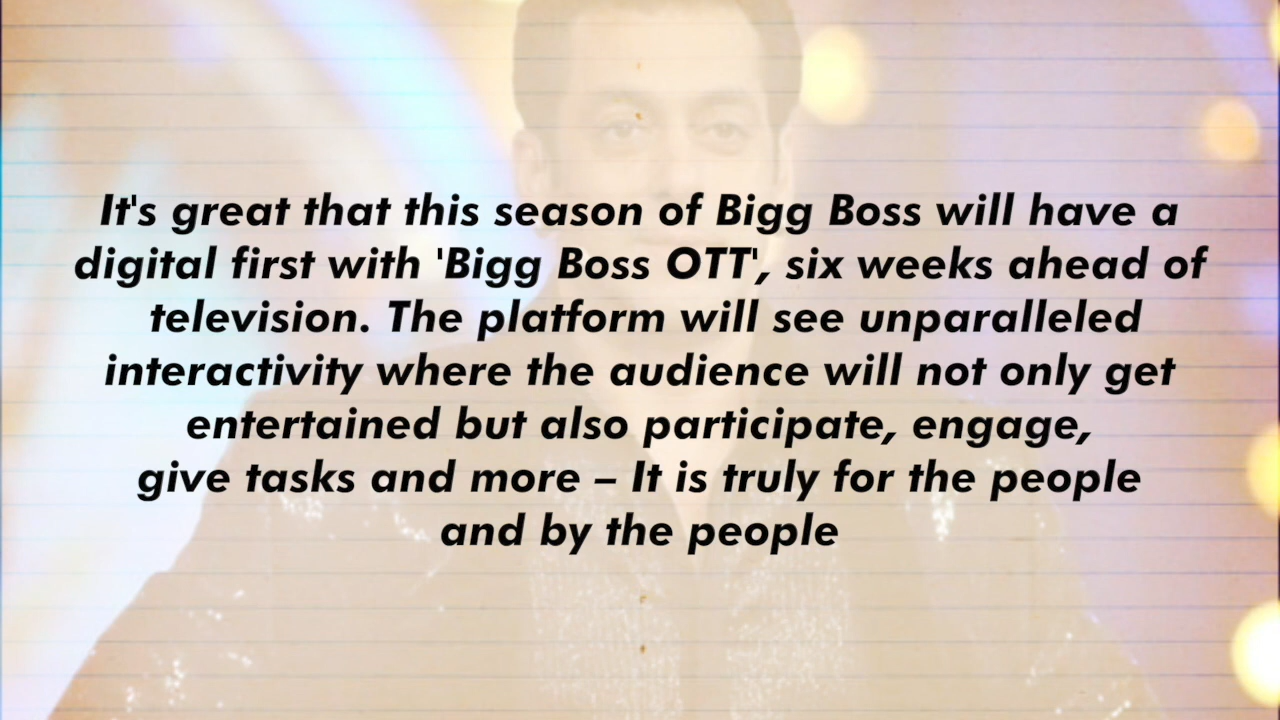 It's great that this season of Bigg Boss will have a
digital first with 'Bigg Boss OTT', six weeks ahead of
television. The platform will see unparalleled
interactivity where the audience will not only get
entertained but also participate, engage,
give tasks and more – It is truly for the people
and by the people